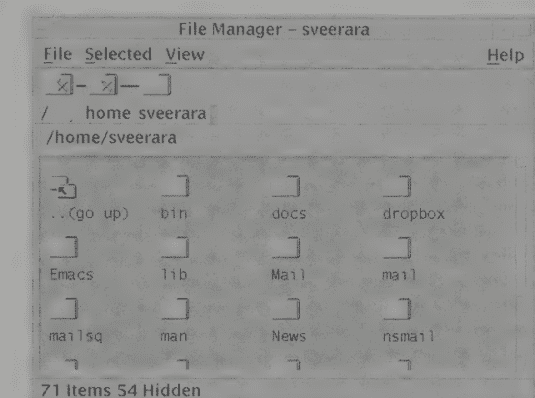 File Manager - sveerara
File Selected View Help
/ home sveerara
/home/sveerara
..(go up) bin docs dropbox
Emacs lib Mail mail
mailsq man News nsmail
71 Items 54 Hidden